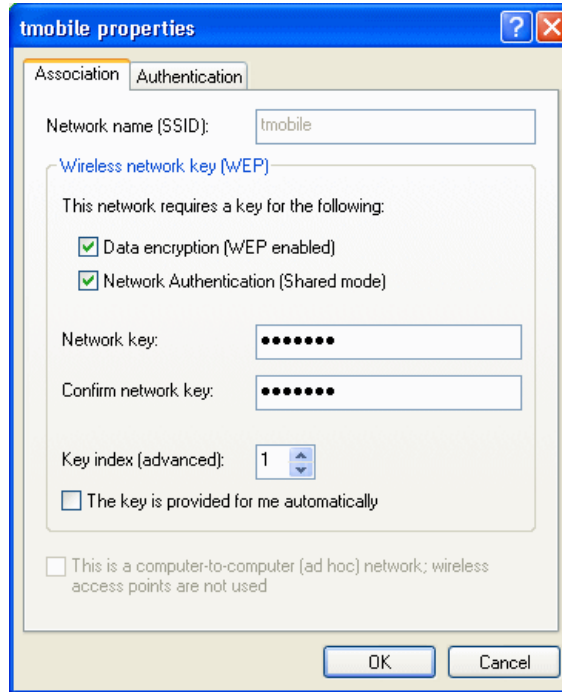 tmobile properties
Association
Authentication
Network name (SSID):
tmobile
Wireless network key (WEP)
This network requires a key for the following:
Data encryption (WEP enabled)
Network Authentication (Shared mode)
Network key:
•••••••
Confirm network key:
•••••••
Key index (advanced):
1
The key is provided for me automatically
This is a computer-to-computer (ad hoc) network; wireless
access points are not used
OK
Cancel